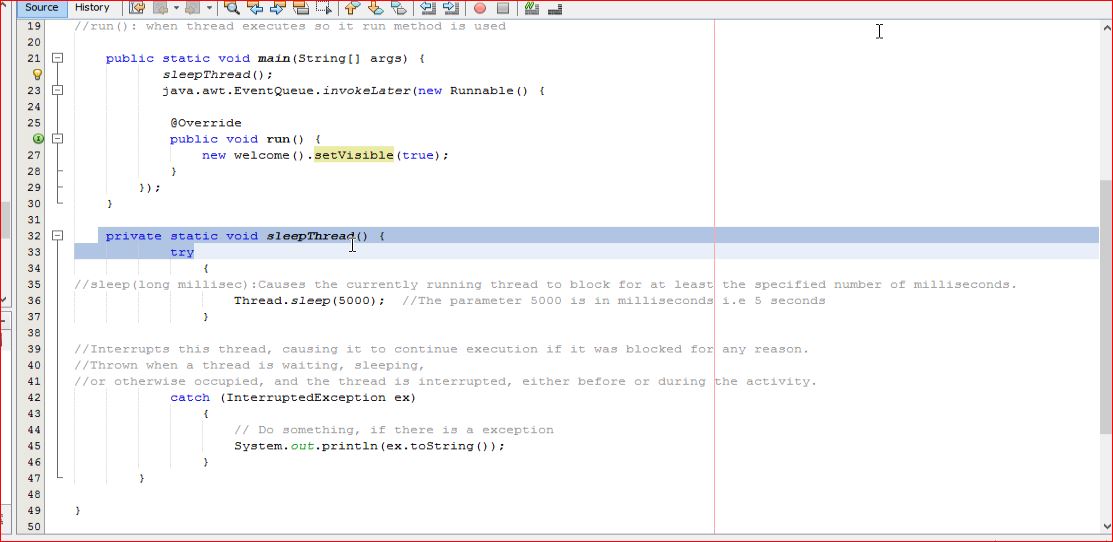 Source History
19 //run(): when thread executes so it run method is used
20
21 public static void main(String[] args) {
sleepThread();
23 java.awt.EventQueue.invokeLater(new Runnable() {
24
25 @Override
public void run() {
27 new welcome().setVisible(true);
28 }
29 });
30 }
31
32 private static void sleepThread() {
33 try
34 {
35 //sleep(long millisec):Causes the currently running thread to block for at least the specified number of milliseconds.
36 Thread.sleep(5000); //The parameter 5000 is in milliseconds i.e 5 seconds
37 }
38
39 //Interrupts this thread, causing it to continue execution if it was blocked for any reason.
40 //Thrown when a thread is waiting, sleeping,
41 //or otherwise occupied, and the thread is interrupted, either before or during the activity.
42 catch (InterruptedException ex)
43 {
44 // Do something, if there is a exception
45 System.out.println(ex.toString());
46 }
47 }
48
49 }
50